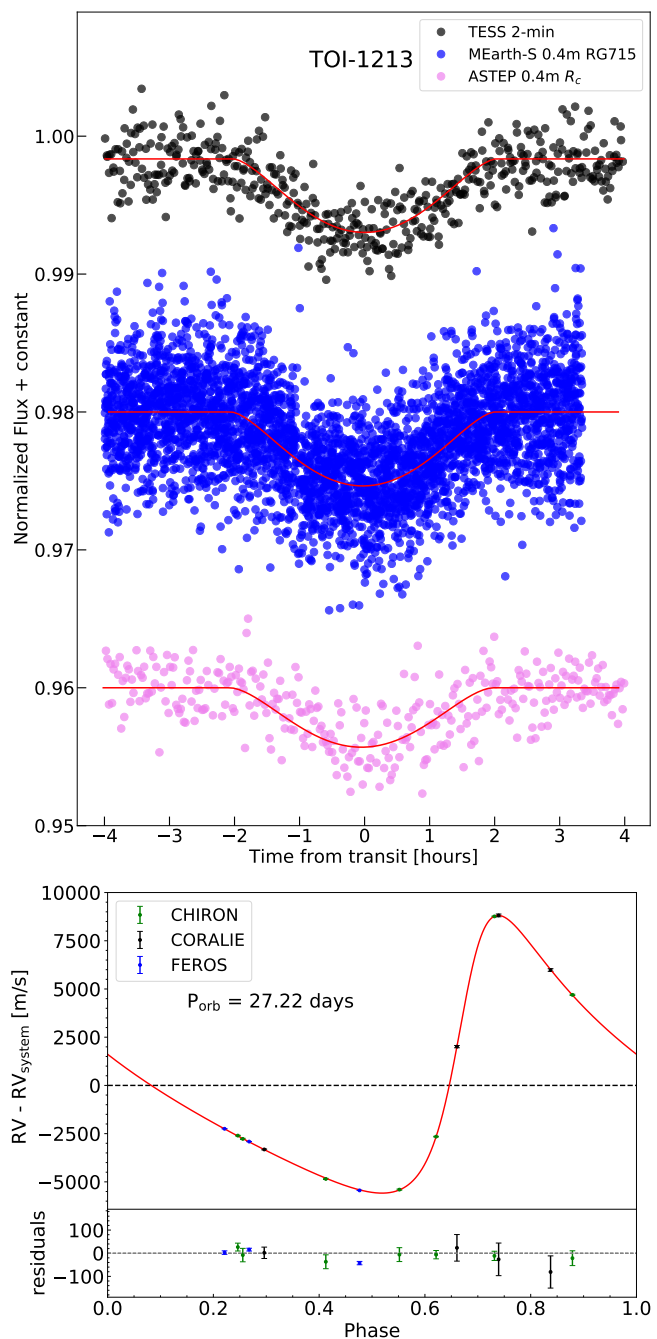 TOI-1213
TESS 2-min
MEarth-S 0.4m RG715
ASTEP 0.4m R_c
Normalized Flux + constant
1.00
0.99
0.98
0.97
0.96
0.95
−4 −3 −2 −1 0 1 2 3 4
Time from transit [hours]
CHIRON
CORALIE
FEROS
P_orb = 27.22 days
RV - RV_system [m/s]
10000
7500
5000
2500
0
−2500
−5000
residuals
100
0
−100
0.0 0.2 0.4 0.6 0.8 1.0
Phase